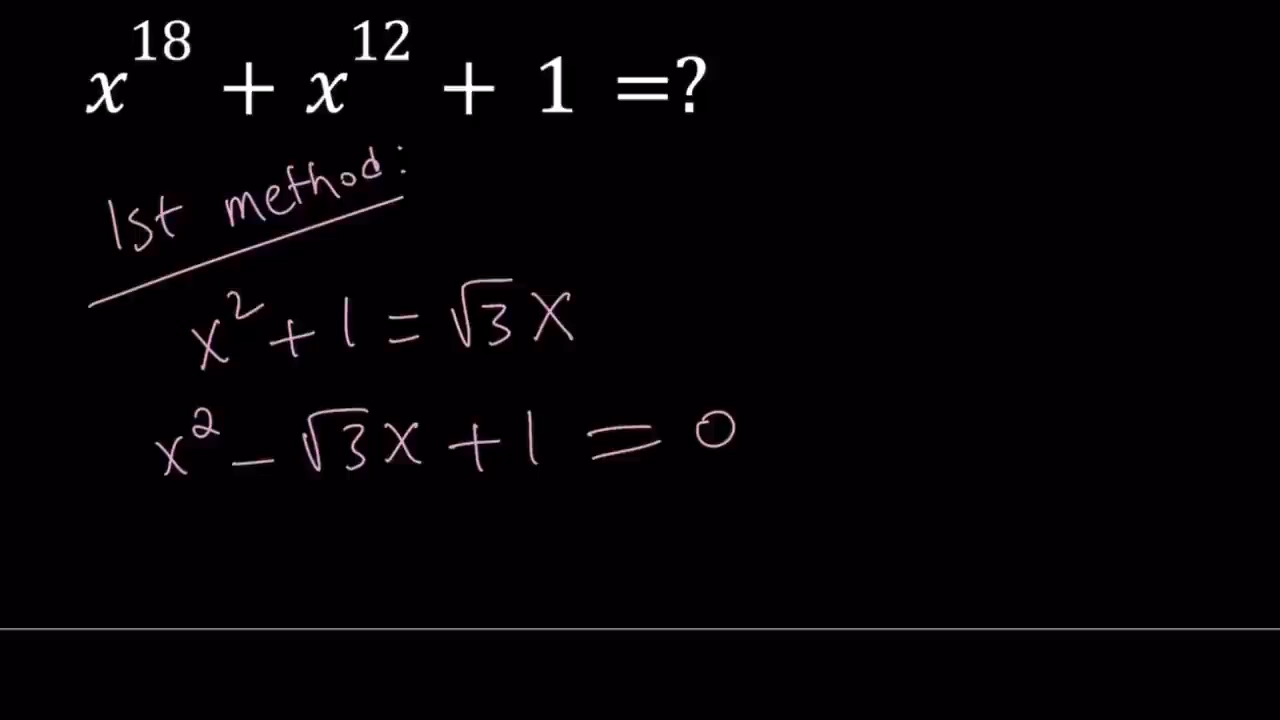 x^18 + x^12 + 1 =?
1st method:
x^2 + 1 = √3 x
x^2 - √3 x + 1 = 0